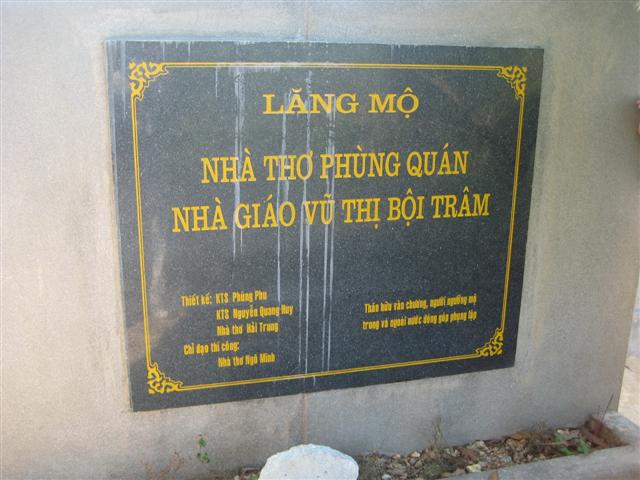 LĂNG MỘ
NHÀ THƠ PHÙNG QUÁN
NHÀ GIÁO VŨ THỊ BỘI TRÂM
Thiết kế: KTS Phùng Phu
KTS Nguyễn Quang Huy
Nhà thơ Hải Trung
Chỉ đạo thi công:
Nhà thơ Ngô Minh
Thân hữu văn chương, người ngưỡng mộ
trong và ngoài nước đóng góp phụng lập